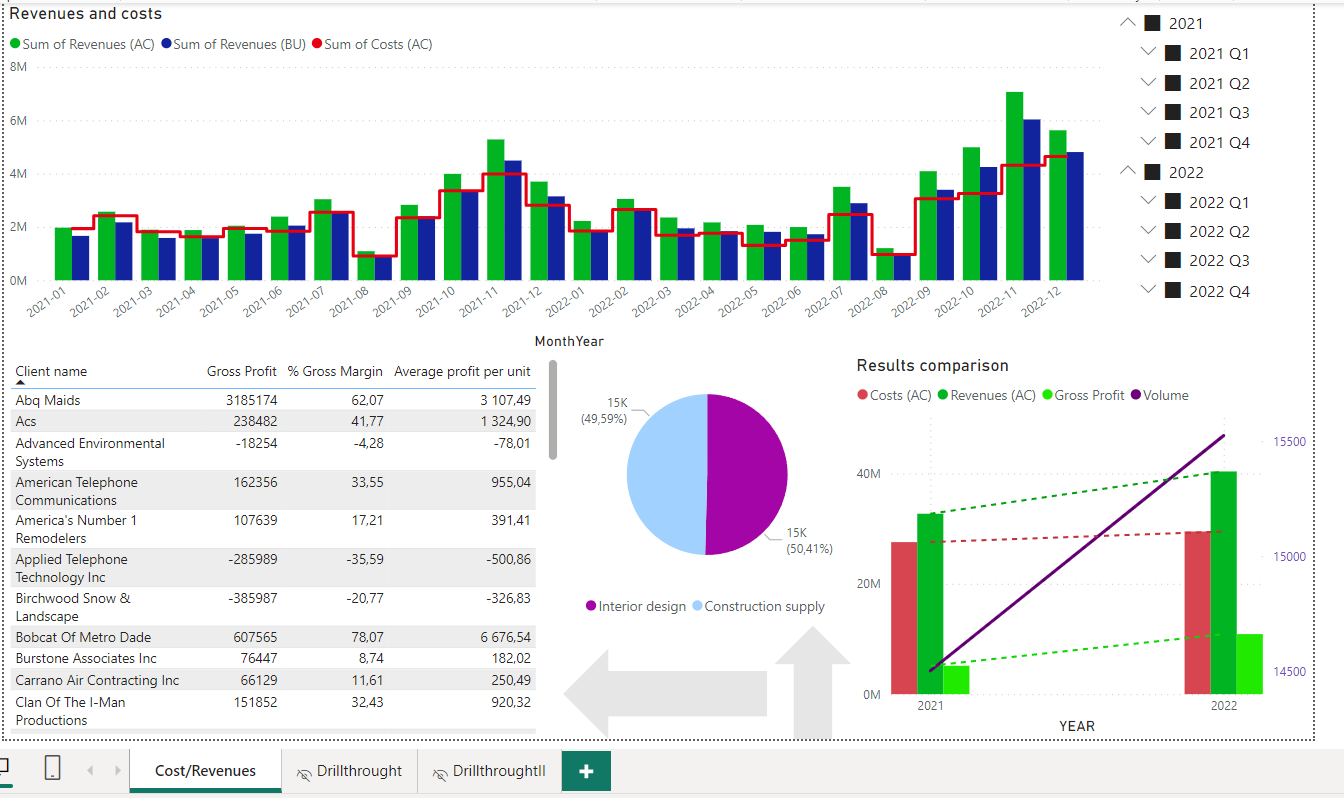 Revenues and costs
Sum of Revenues (AC) Sum of Revenues (BU) Sum of Costs (AC)
8M
6M
4M
2M
0M
2021-01 2021-02 2021-03 2021-04 2021-05 2021-06 2021-07 2021-08 2021-09 2021-10 2021-11 2021-12 2022-01 2022-02 2022-03 2022-04 2022-05 2022-06 2022-07 2022-08 2022-09 2022-10 2022-11 2022-12
MonthYear
2021
2021 Q1
2021 Q2
2021 Q3
2021 Q4
2022
2022 Q1
2022 Q2
2022 Q3
2022 Q4
Client name Gross Profit % Gross Margin Average profit per unit
Abq Maids 3185174 62,07 3 107,49
Acs 238482 41,77 1 324,90
Advanced Environmental -18254 -4,28 -78,01
Systems
American Telephone 162356 33,55 955,04
Communications
America's Number 1 107639 17,21 391,41
Remodelers
Applied Telephone -285989 -35,59 -500,86
Technology Inc
Birchwood Snow & -385987 -20,77 -326,83
Landscape
Bobcat Of Metro Dade 607565 78,07 6 676,54
Burstone Associates Inc 76447 8,74 182,02
Carrano Air Contracting Inc 66129 11,61 250,49
Clan Of The I-Man 151852 32,43 920,32
Productions
15K
(49,59%)
15K
(50,41%)
Interior design Construction supply
Results comparison
Costs (AC) Revenues (AC) Gross Profit Volume
40M
20M
0M
15500
15000
14500
2021 2022
YEAR
Cost/Revenues Drillthrought DrillthroughtII